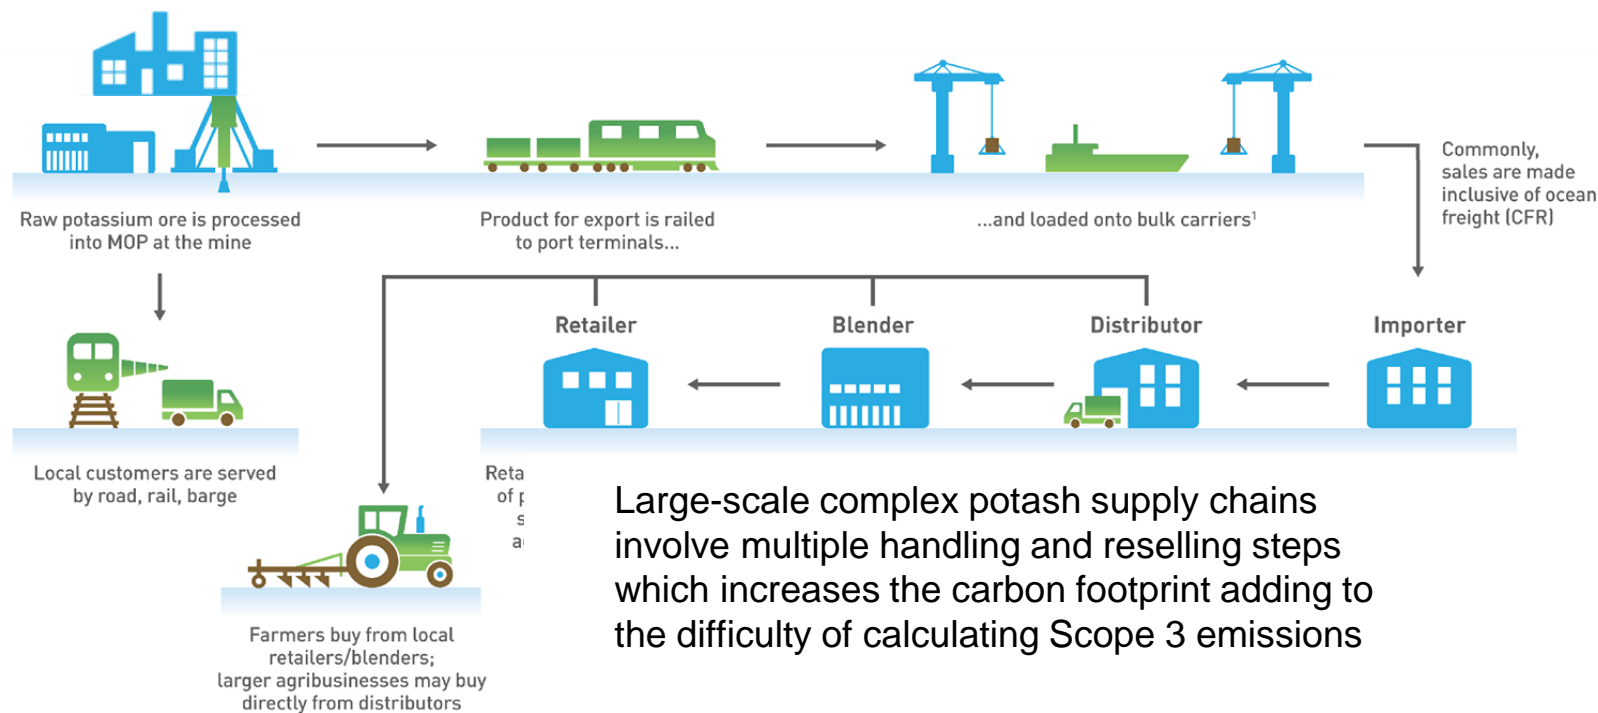 Raw potassium ore is processed
into MOP at the mine
Product for export is railed
to port terminals...
...and loaded onto bulk carriers¹
Commonly,
sales are made
inclusive of ocean
freight (CFR)
Retailer
Blender
Distributor
Importer
Local customers are served
by road, rail, barge
of
Large-scale complex potash supply chains
involve multiple handling and reselling steps
which increases the carbon footprint adding to
the difficulty of calculating Scope 3 emissions
Farmers buy from local
retailers/blenders;
larger agribusinesses may buy
directly from distributors